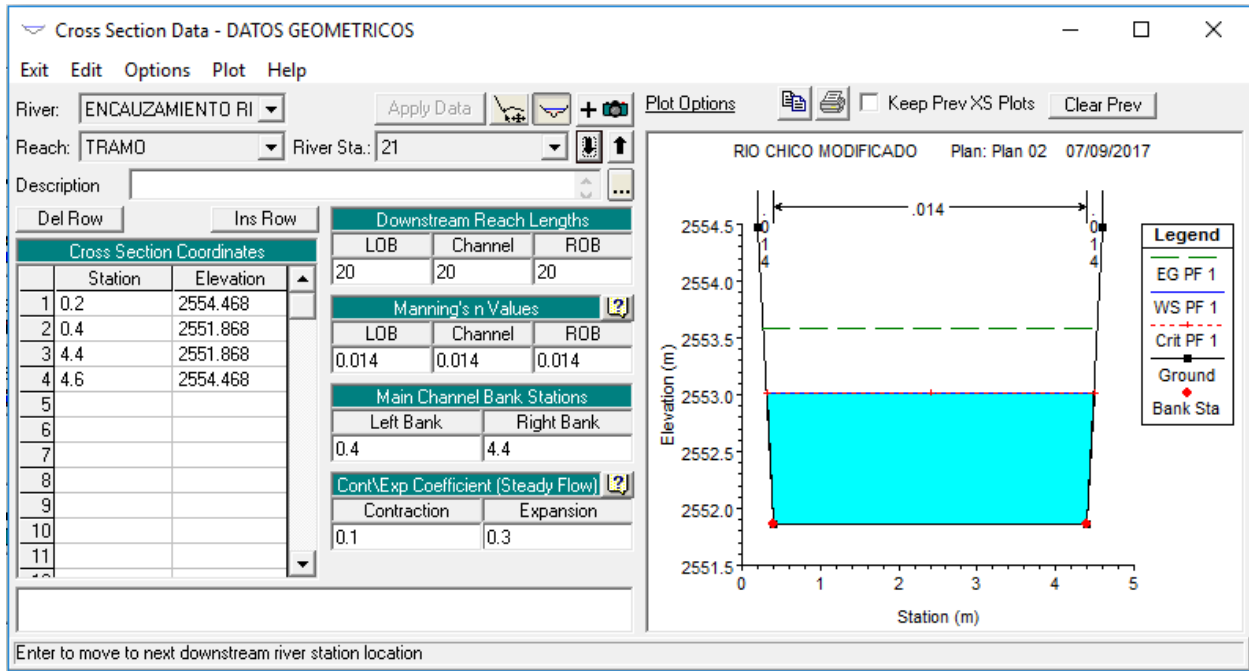 Cross Section Data - DATOS GEOMETRICOS
Exit Edit Options Plot Help
River: ENCAUZAMIENTO RI Apply Data
Reach: TRAMO River Sta.: 21
Description ...
Del Row Ins Row
Cross Section Coordinates
Station Elevation
1 0.2 2554.468
2 0.4 2551.868
3 4.4 2551.868
4 4.6 2554.468
5
6
7
8
9
10
11
Downstream Reach Lengths
LOB Channel ROB
20 20 20
Manning's n Values
LOB Channel ROB
0.014 0.014 0.014
Main Channel Bank Stations
Left Bank Right Bank
0.4 4.4
Cont\Exp Coefficient (Steady Flow)
Contraction Expansion
0.1 0.3
Plot Options Keep Prev XS Plots Clear Prev
RIO CHICO MODIFICADO Plan: Plan 02 07/09/2017
.014 .014 .014
2554.5
2554.0
2553.5
2553.0
2552.5
2552.0
2551.5
Elevation (m)
0 1 2 3 4 5
Station (m)
Legend
EG PF 1
WS PF 1
Crit PF 1
Ground
Bank Sta
Enter to move to next downstream river station location